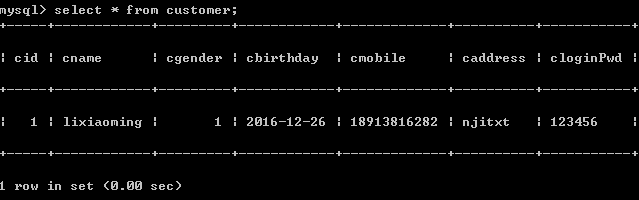 mysql> select * from customer;
+-----+------------+---------+------------+-------------+----------+-----------+
¦ cid ¦ cname      ¦ cgender ¦ cbirthday  ¦ cmobile     ¦ caddress ¦ cloginPwd ¦
+-----+------------+---------+------------+-------------+----------+-----------+
¦   1 ¦ lixiaoming ¦       1 ¦ 2016-12-26 ¦ 18913816282 ¦ njitxt   ¦ 123456    ¦
+-----+------------+---------+------------+-------------+----------+-----------+
1 row in set (0.00 sec)